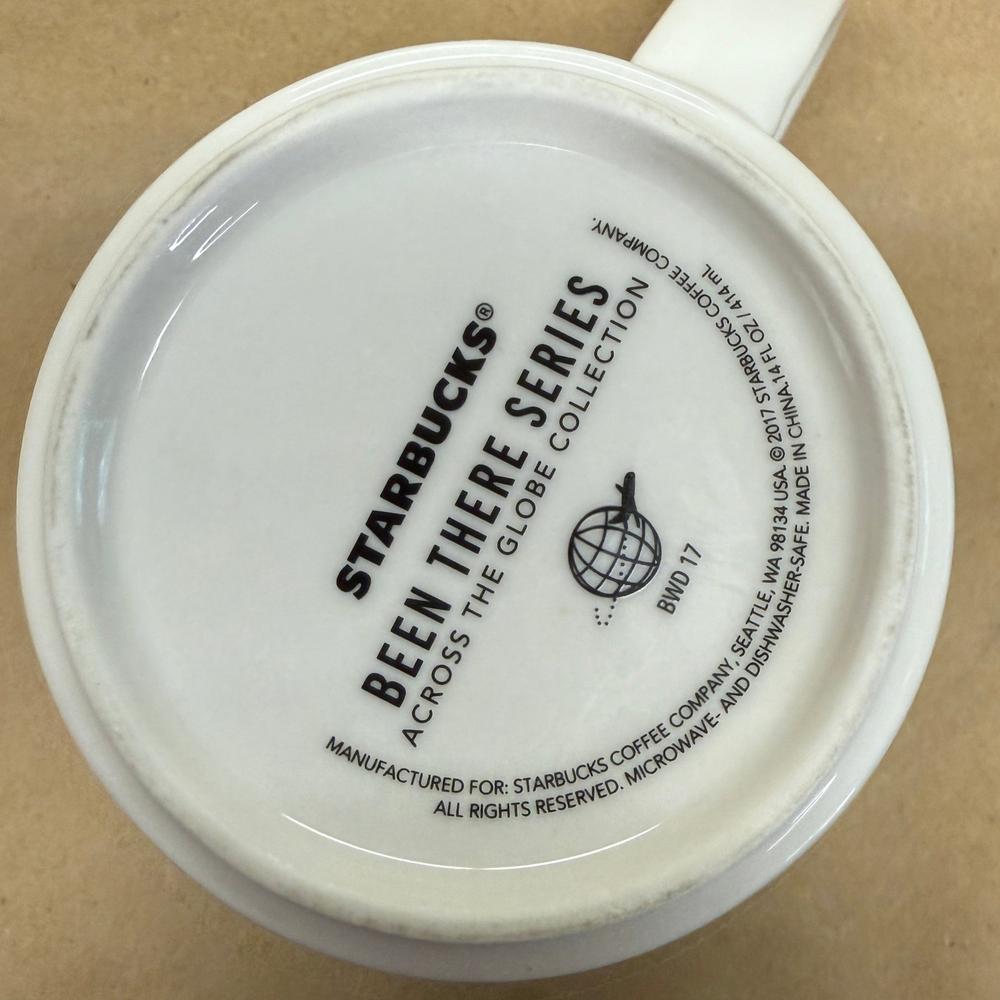 STARBUCKS®
BEEN THERE SERIES
ACROSS THE GLOBE COLLECTION
BWD 17
MANUFACTURED FOR: STARBUCKS COFFEE COMPANY, SEATTLE, WA 98134 USA. © 2017 STARBUCKS COFFEE COMPANY.
ALL RIGHTS RESERVED. MICROWAVE- AND DISHWASHER-SAFE. MADE IN CHINA.14 FL OZ / 414 mL